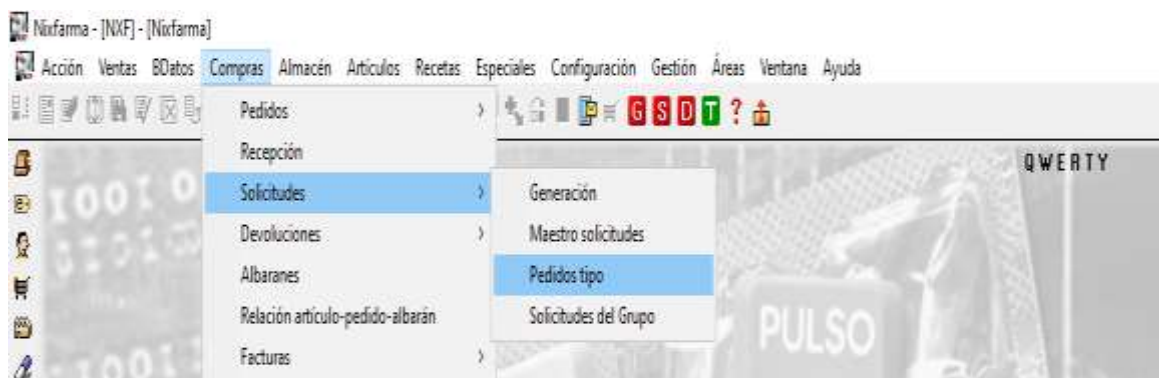 Nixfarma - [NXF] - [Nixfarma]
Acción Ventas BDatos Compras Almacén Artículos Recetas Especiales Configuración Gestión Áreas Ventana Ayuda
G S D T ?
Pedidos
Recepción
QWERTY
Solicitudes
Generación
Devoluciones
Maestro solicitudes
Albaranes
Pedidos tipo
Relación artículo-pedido-albarán
Solicitudes del Grupo
PULSO
Facturas